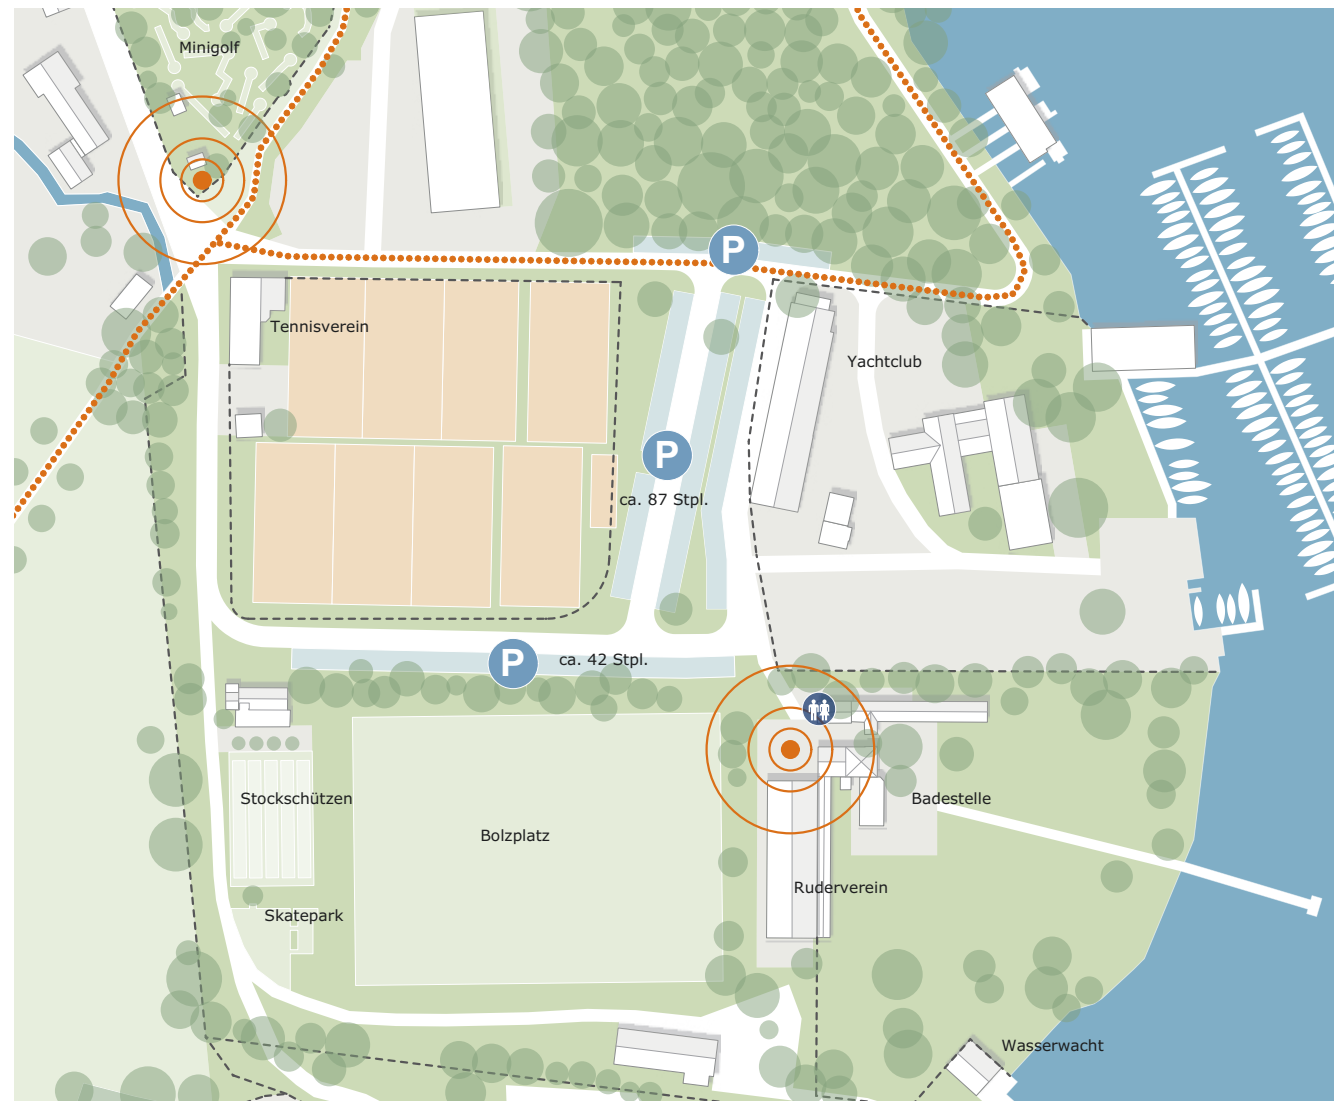 Minigolf
P
Tennisverein
Yachtclub
P
ca. 87 Stpl.
P
ca. 42 Stpl.
Stockschützen
Badestelle
Bolzplatz
Ruderverein
Skatepark
Wasserwacht